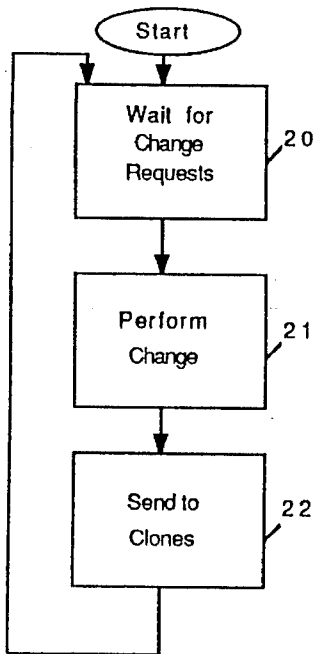 Start
Wait for
Change
Requests
20
Perform
Change
21
Send to
Clones
22